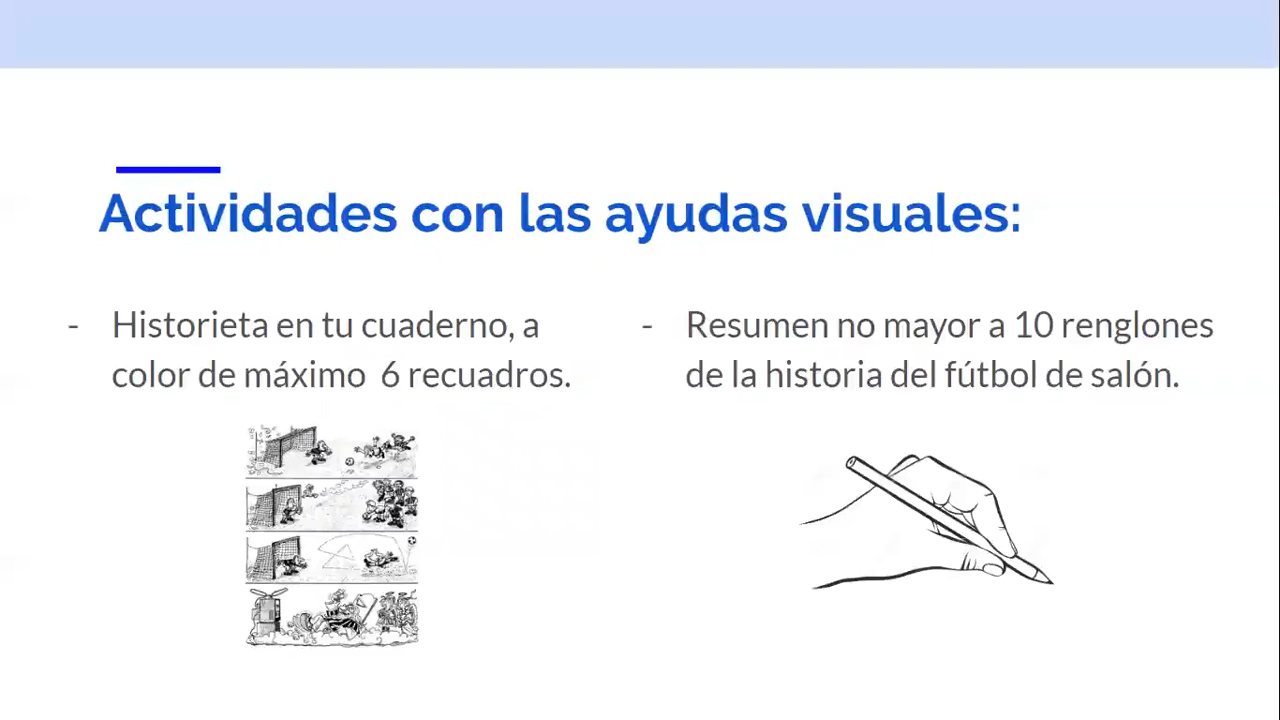 Actividades con las ayudas visuales:
- Historieta en tu cuaderno, a
color de máximo 6 recuadros.
- Resumen no mayor a 10 renglones
de la historia del fútbol de salón.